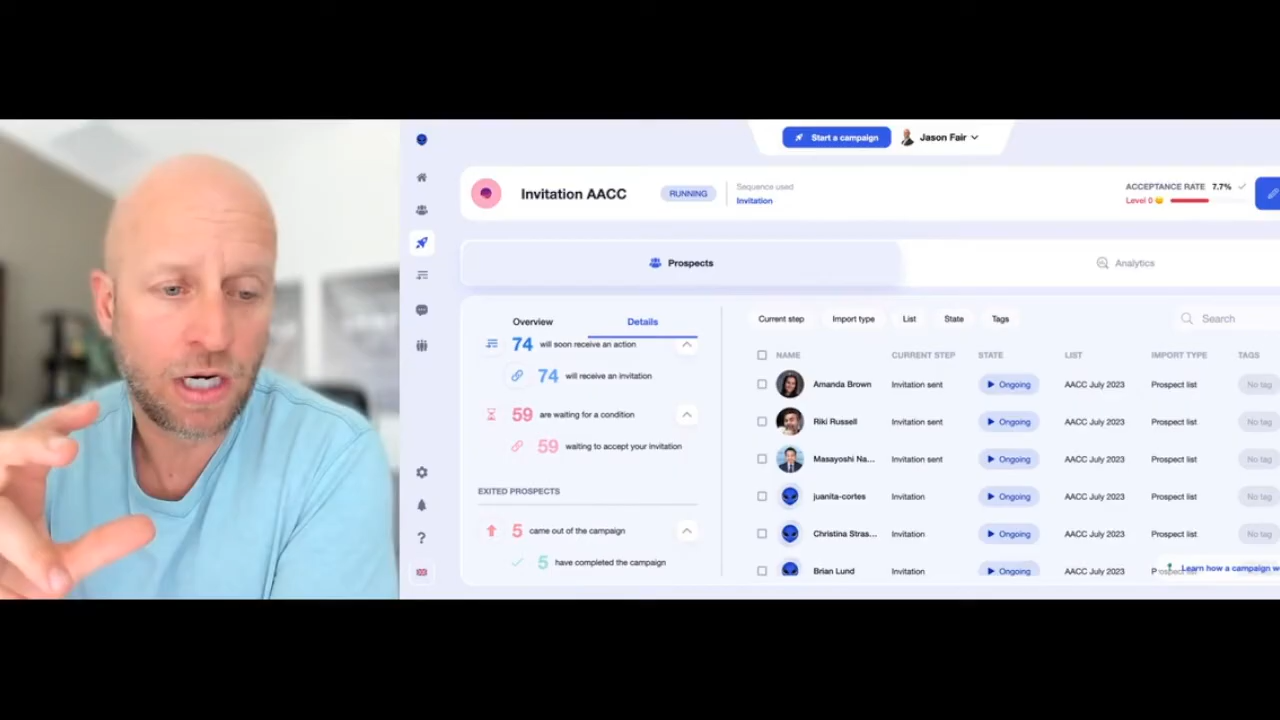 Start a campaign
Jason Fair
Invitation AACC
RUNNING
Sequence used
Invitation
ACCEPTANCE RATE 7.7%
Level 0
Prospects
Analytics
Overview
Details
74 will soon receive an action
74 will receive an invitation
59 are waiting for a condition
59 waiting to accept your invitation
EXITED PROSPECTS
5 came out of the campaign
5 have completed the campaign
Current step
Import type
List
State
Tags
Search
NAME CURRENT STEP STATE LIST IMPORT TYPE TAGS
Amanda Brown Invitation sent Ongoing AACC July 2023 Prospect list No tag
Riki Russell Invitation sent Ongoing AACC July 2023 Prospect list No tag
Masayoshi Na... Invitation sent Ongoing AACC July 2023 Prospect list No tag
juanita-cortes Invitation Ongoing AACC July 2023 Prospect list No tag
Christina Stras... Invitation Ongoing AACC July 2023 Prospect list No tag
Brian Lund Invitation Ongoing AACC July 2023
Learn how a campaign
?